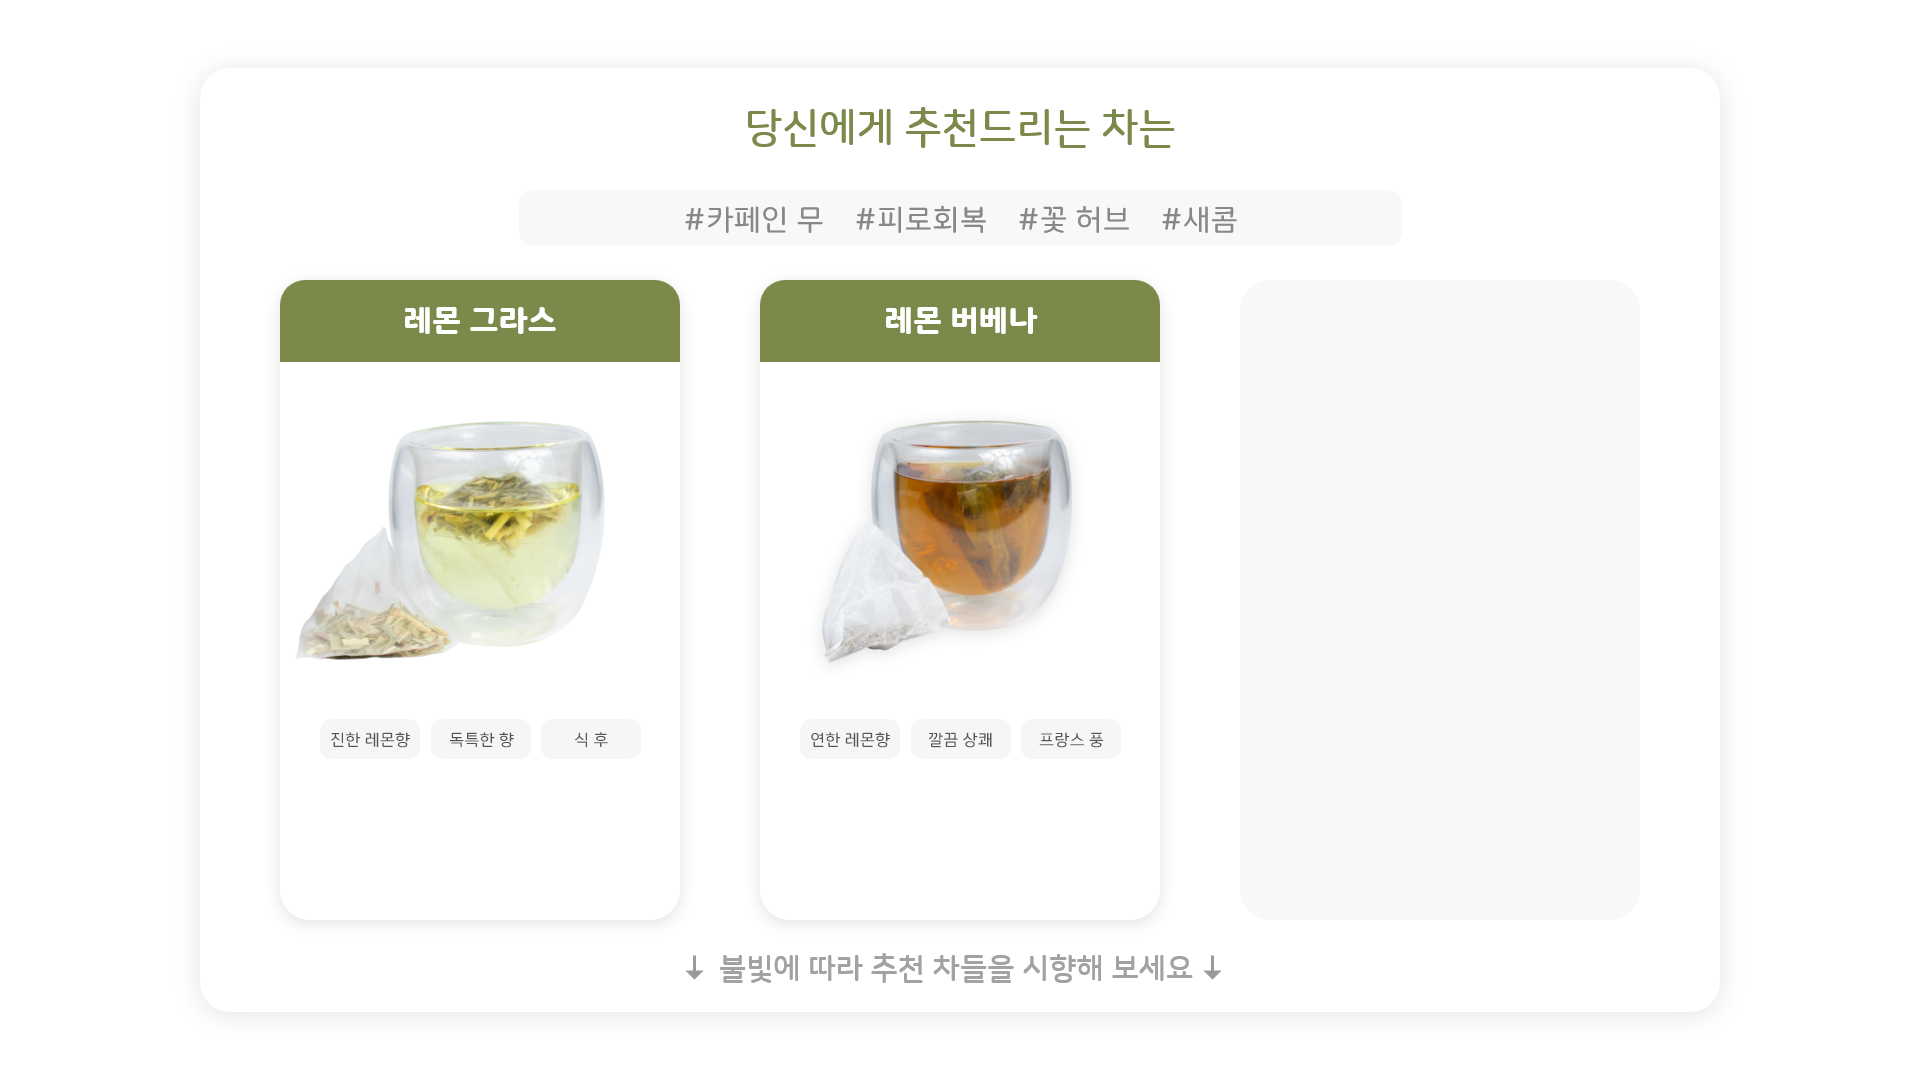 당신에게 추천드리는 차는
#카페인 무 #피로회복 #꽃 허브 #새콤
레몬 그라스
진한 레몬향 독특한 향 식 후
레몬 버베나
연한 레몬향 깔끔 상쾌 프랑스 풍
↓ 불빛에 따라 추천 차들을 시향해 보세요 ↓